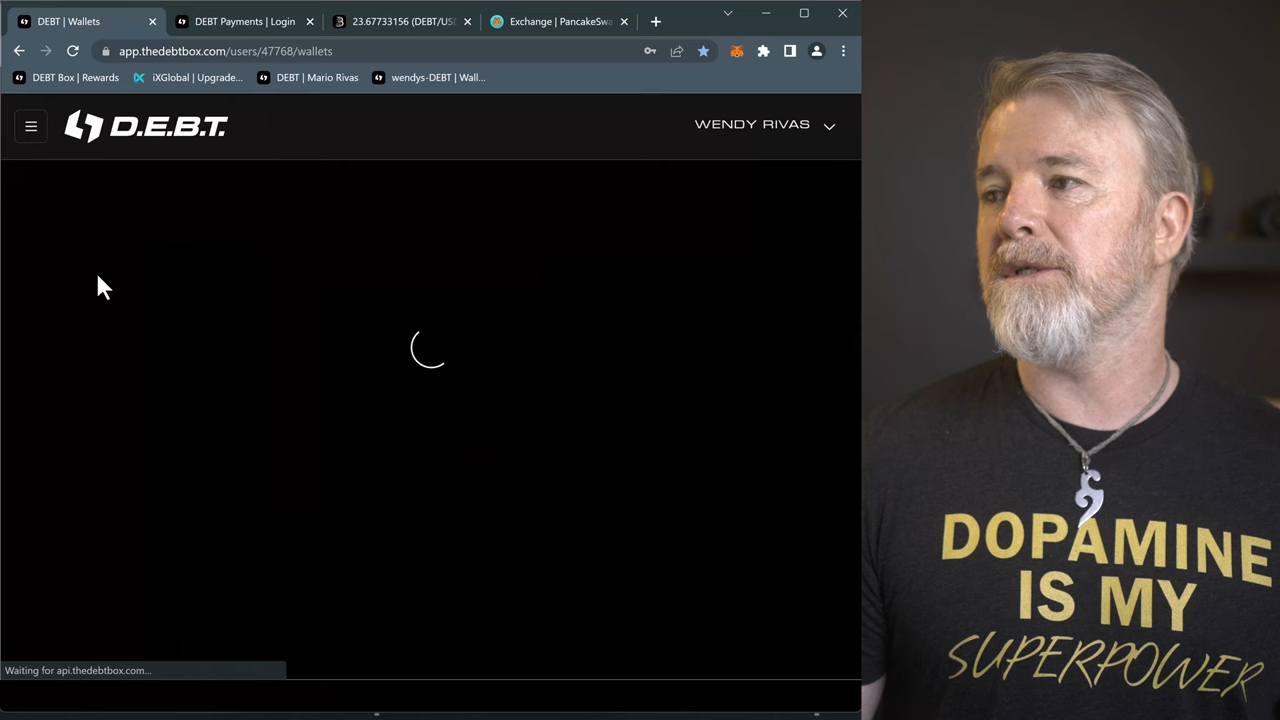 DEBT | Wallets
DEBT Payments | Login
23.67733156 (DEBT/USD
Exchange | PancakeSwa
app.thedebtbox.com/users/47768/wallets
DEBT Box | Rewards
iXGlobal | Upgrade...
DEBT | Mario Rivas
wendys-DEBT | Wall...
D.E.B.T.
WENDY RIVAS
Waiting for api.thedebtbox.com...
DOPAMINE
IS MY
SUPERPOWER